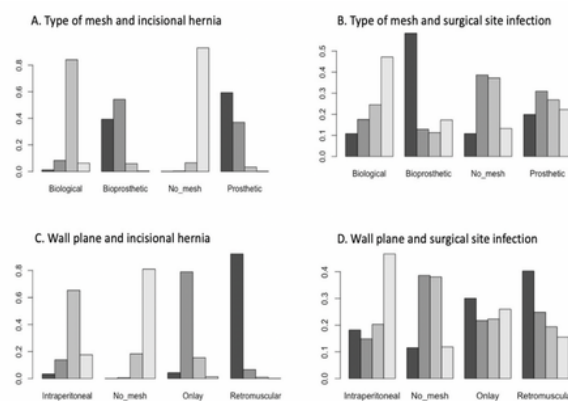 A. Type of mesh and incisional hernia
0.0 0.2 0.4 0.6 0.8
Biological Bioprosthetic No_mesh Prosthetic
B. Type of mesh and surgical site infection
0.0 0.1 0.2 0.3 0.4 0.5
Biological Bioprosthetic No_mesh Prosthetic
C. Wall plane and incisional hernia
0.0 0.2 0.4 0.6 0.8
Intraperitoneal No_mesh Onlay Retromuscular
D. Wall plane and surgical site infection
0.0 0.1 0.2 0.3 0.4
Intraperitoneal No_mesh Onlay Retromuscular